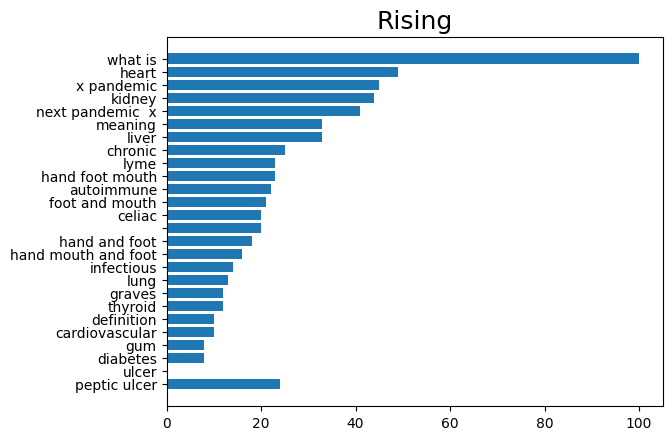 Rising
what is
heart
x pandemic
kidney
next pandemic  x
meaning
liver
chronic
lyme
hand foot mouth
autoimmune
foot and mouth
celiac
hand and foot
hand mouth and foot
infectious
lung
graves
thyroid
definition
cardiovascular
gum
diabetes
ulcer
peptic ulcer
0 20 40 60 80 100